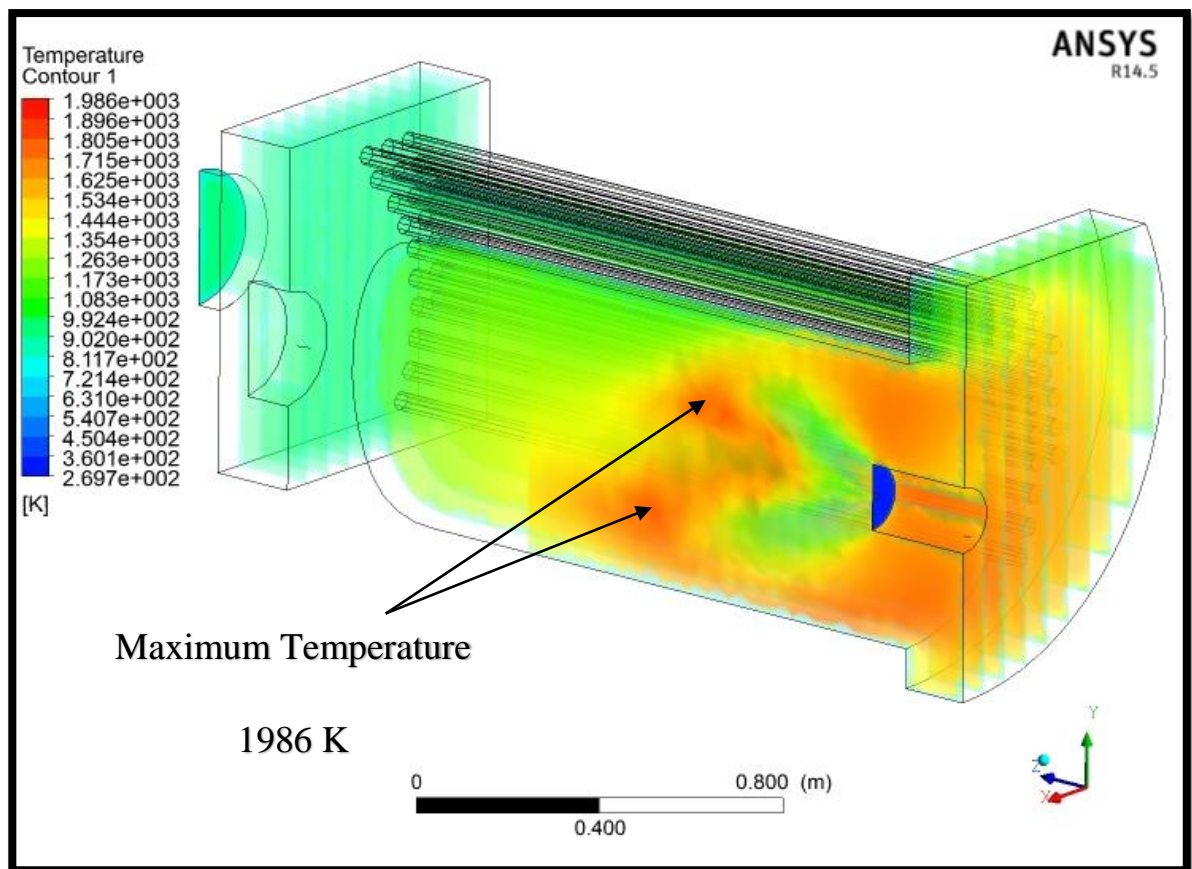 ANSYS
R14.5
Temperature
Contour 1
1.986e+003
1.896e+003
1.805e+003
1.715e+003
1.625e+003
1.534e+003
1.444e+003
1.354e+003
1.263e+003
1.173e+003
1.083e+003
9.924e+002
9.020e+002
8.117e+002
7.214e+002
6.310e+002
5.407e+002
4.504e+002
3.601e+002
2.697e+002
[K]
Maximum Temperature
1986 K
0 0.800 (m)
0.400
Y
Z
X